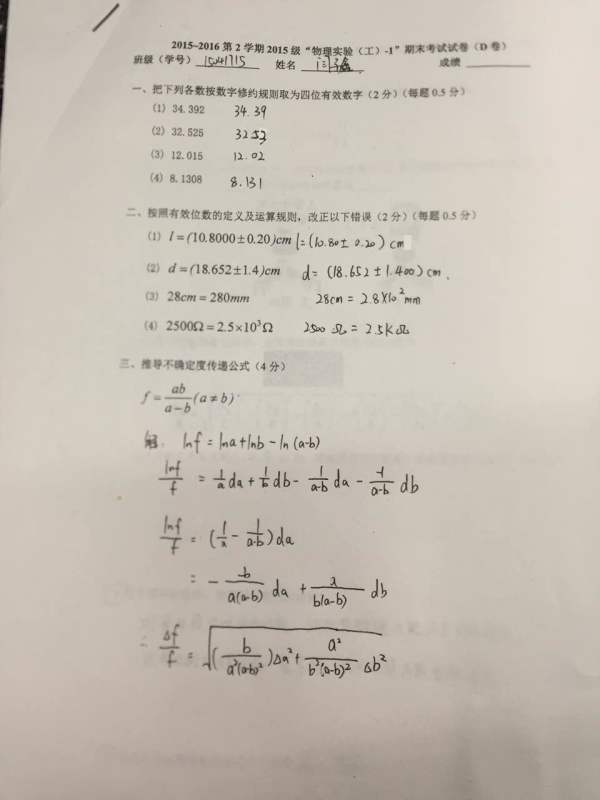 2015-2016 第 2 学期 2015 级“物理实验（工）-1”期末考试试卷（D 卷）
班级（学号） 15041715 姓名 成绩
一、把下列各数按数字修约规则取为四位有效数字（2 分）（每题 0.5 分）
(1) 34.392 34.39
(2) 32.525 32.53
(3) 12.015 12.02
(4) 8.1308 8.131
二、按照有效位数的定义及运算规则，改正以下错误（2 分）（每题 0.5 分）
(1) l=(10.8000±0.20)cm l=(10.80±0.20)cm
(2) d=(18.652±1.4)cm d=(18.652±1.400)cm.
(3) 28cm=280mm 28cm=2.8×10²mm
(4) 2500Ω=2.5×10³Ω 2500Ω=2.5KΩ
三、推导不确定度传递公式（4 分）
f=ab/(a-b) (a≠b)
lnf=lna+lnb-ln(a-b)
lnf/f = 1/a da + 1/b db - 1/(a-b) da - -1/(a-b) db
lnf/f = (1/a - 1/(a-b))da
= - b/(a(a-b)) da + a/(b(a-b)) db
∴ Δf/f = √((b/(a²(a-b)²))Δa² + a²/(b²(a-b)²) Δb²